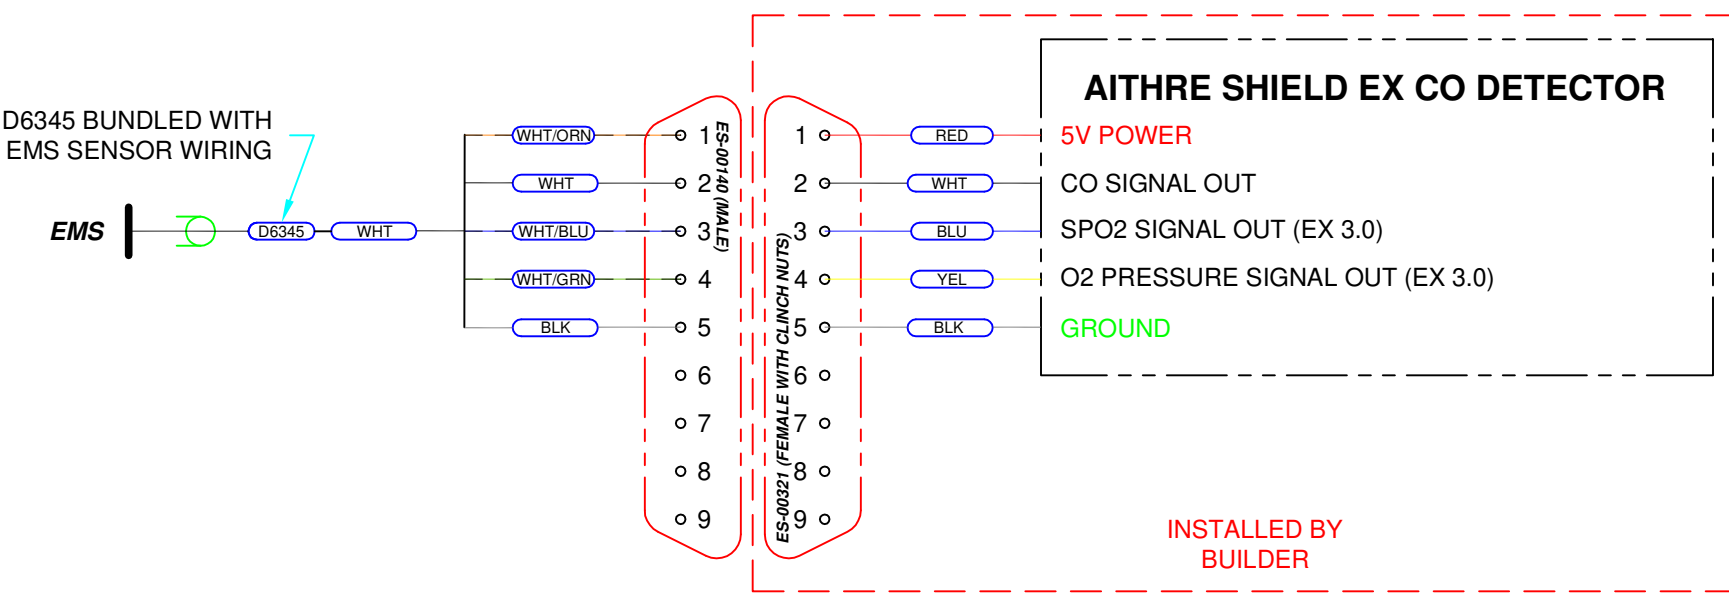 AITHRE SHIELD EX CO DETECTOR
D6345 BUNDLED WITH
EMS SENSOR WIRING
EMS
D6345
WHT
WHT/ORN
WHT
WHT/BLU
WHT/GRN
BLK
1
2
3
4
5
6
7
8
9
ES-00140 (MALE)
ES-00321 (FEMALE WITH CLINCH NUTS)
1
2
3
4
5
6
7
8
9
RED
WHT
BLU
YEL
BLK
5V POWER
CO SIGNAL OUT
SPO2 SIGNAL OUT (EX 3.0)
O2 PRESSURE SIGNAL OUT (EX 3.0)
GROUND
INSTALLED BY
BUILDER